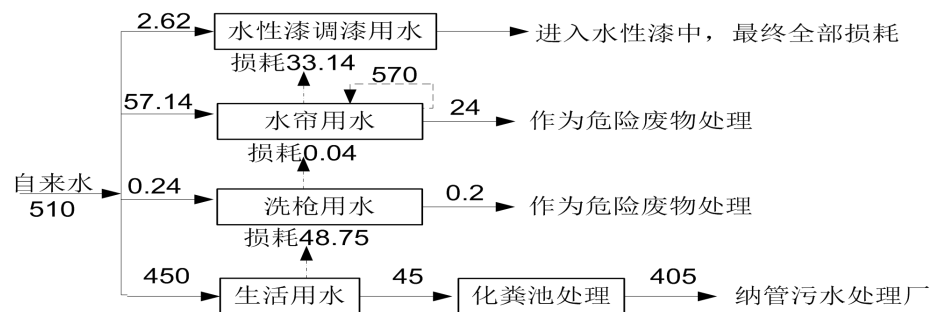 2.62
水性漆调漆用水
进入水性漆中，最终全部损耗
损耗33.14
570
57.14
水帘用水
24
作为危险废物处理
损耗0.04
自来水
510
0.24
洗枪用水
0.2
作为危险废物处理
损耗48.75
450
生活用水
45
化粪池处理
405
纳管污水处理厂